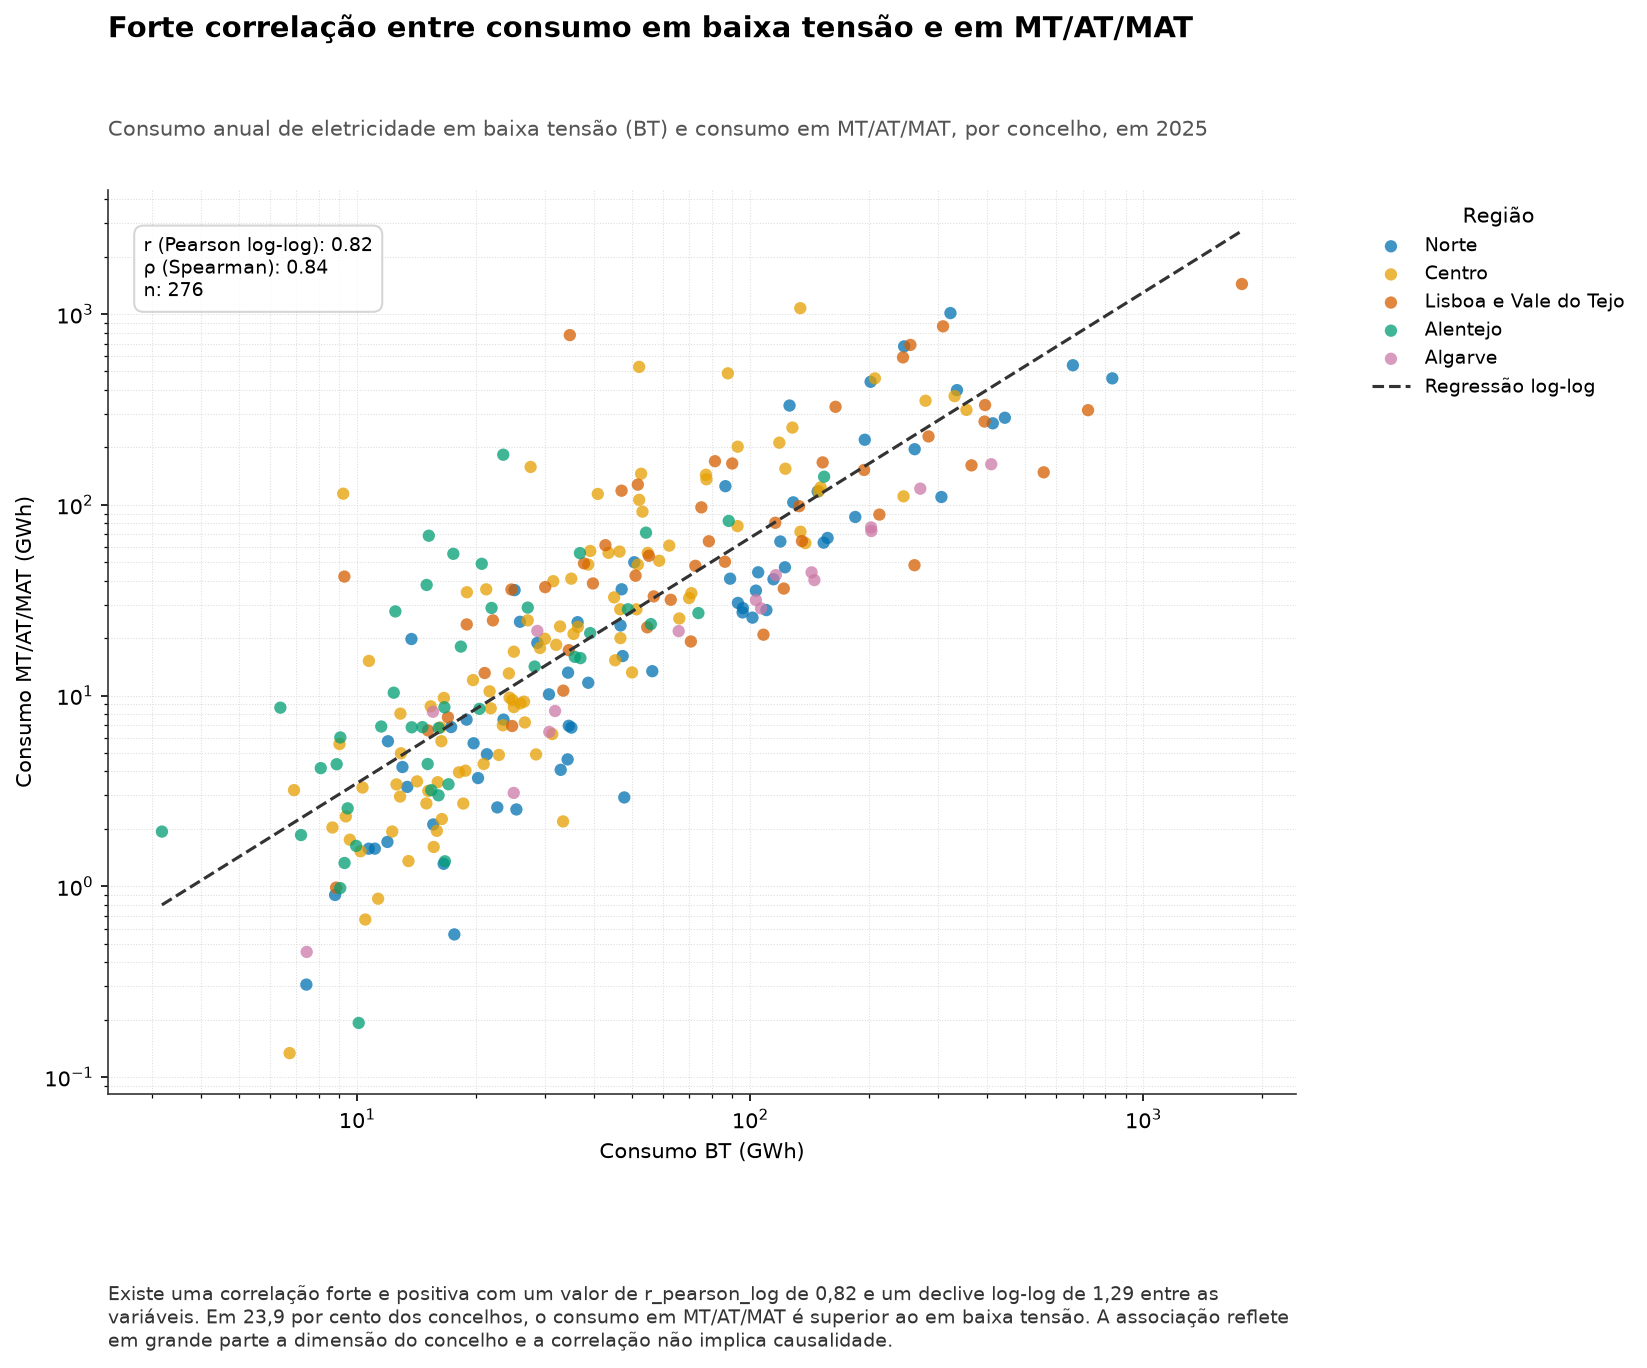 Forte correlação entre consumo em baixa tensão e em MT/AT/MAT
Consumo anual de eletricidade em baixa tensão (BT) e consumo em MT/AT/MAT, por concelho, em 2025
r (Pearson log-log): 0.82
ρ (Spearman): 0.84
n: 276
Região
Norte
Centro
Lisboa e Vale do Tejo
Alentejo
Algarve
Regressão log-log
Consumo MT/AT/MAT (GWh)
10³
10²
10¹
10⁰
10⁻¹
10¹ 10² 10³
Consumo BT (GWh)
Existe uma correlação forte e positiva com um valor de r_pearson_log de 0,82 e um declive log-log de 1,29 entre as
variáveis. Em 23,9 por cento dos concelhos, o consumo em MT/AT/MAT é superior ao em baixa tensão. A associação reflete
em grande parte a dimensão do concelho e a correlação não implica causalidade.